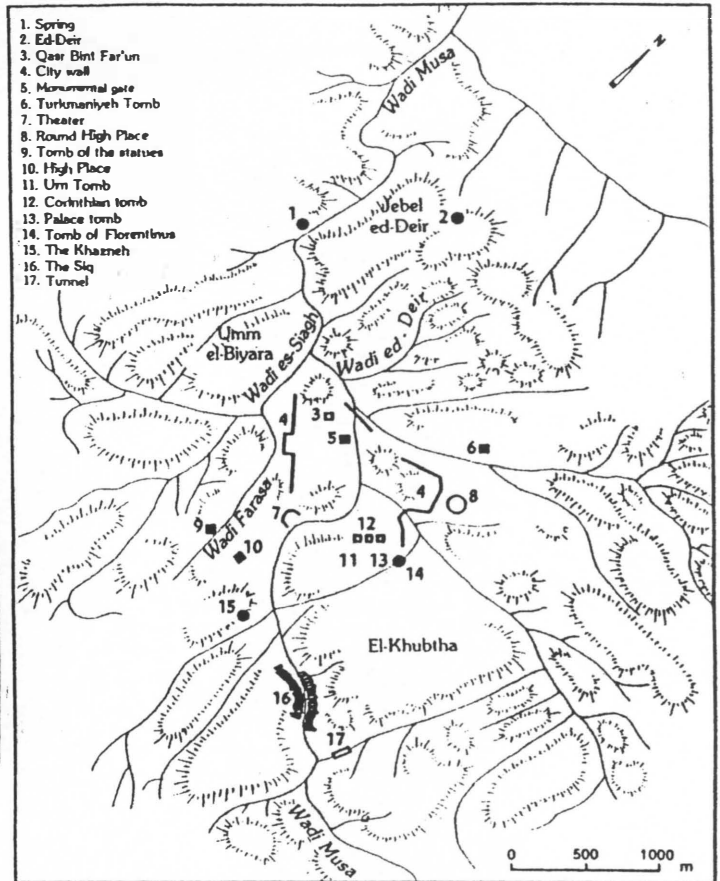 1. Spring
2. Ed-Deir
3. Qasr Bint Far'un
4. City wall
5. Monumental gate
6. Turkmaniyeh Tomb
7. Theater
8. Round High Place
9. Tomb of the statues
10. High Place
11. Urn Tomb
12. Corinthian tomb
13. Palace tomb
14. Tomb of Florentinus
15. The Khazneh
16. The Siq
17. Tunnel
N
Wadi Musa
1
Jebel
ed-Deir
2
Umm
el-Biyara
Wadi es-Siagh
Wadi ed-Deir
3
4
5
6
4
7
8
Wadi Farasa
9
10
12
11
13
14
15
El-Khubtha
16
17
Wadi Musa
0 500 1000
m